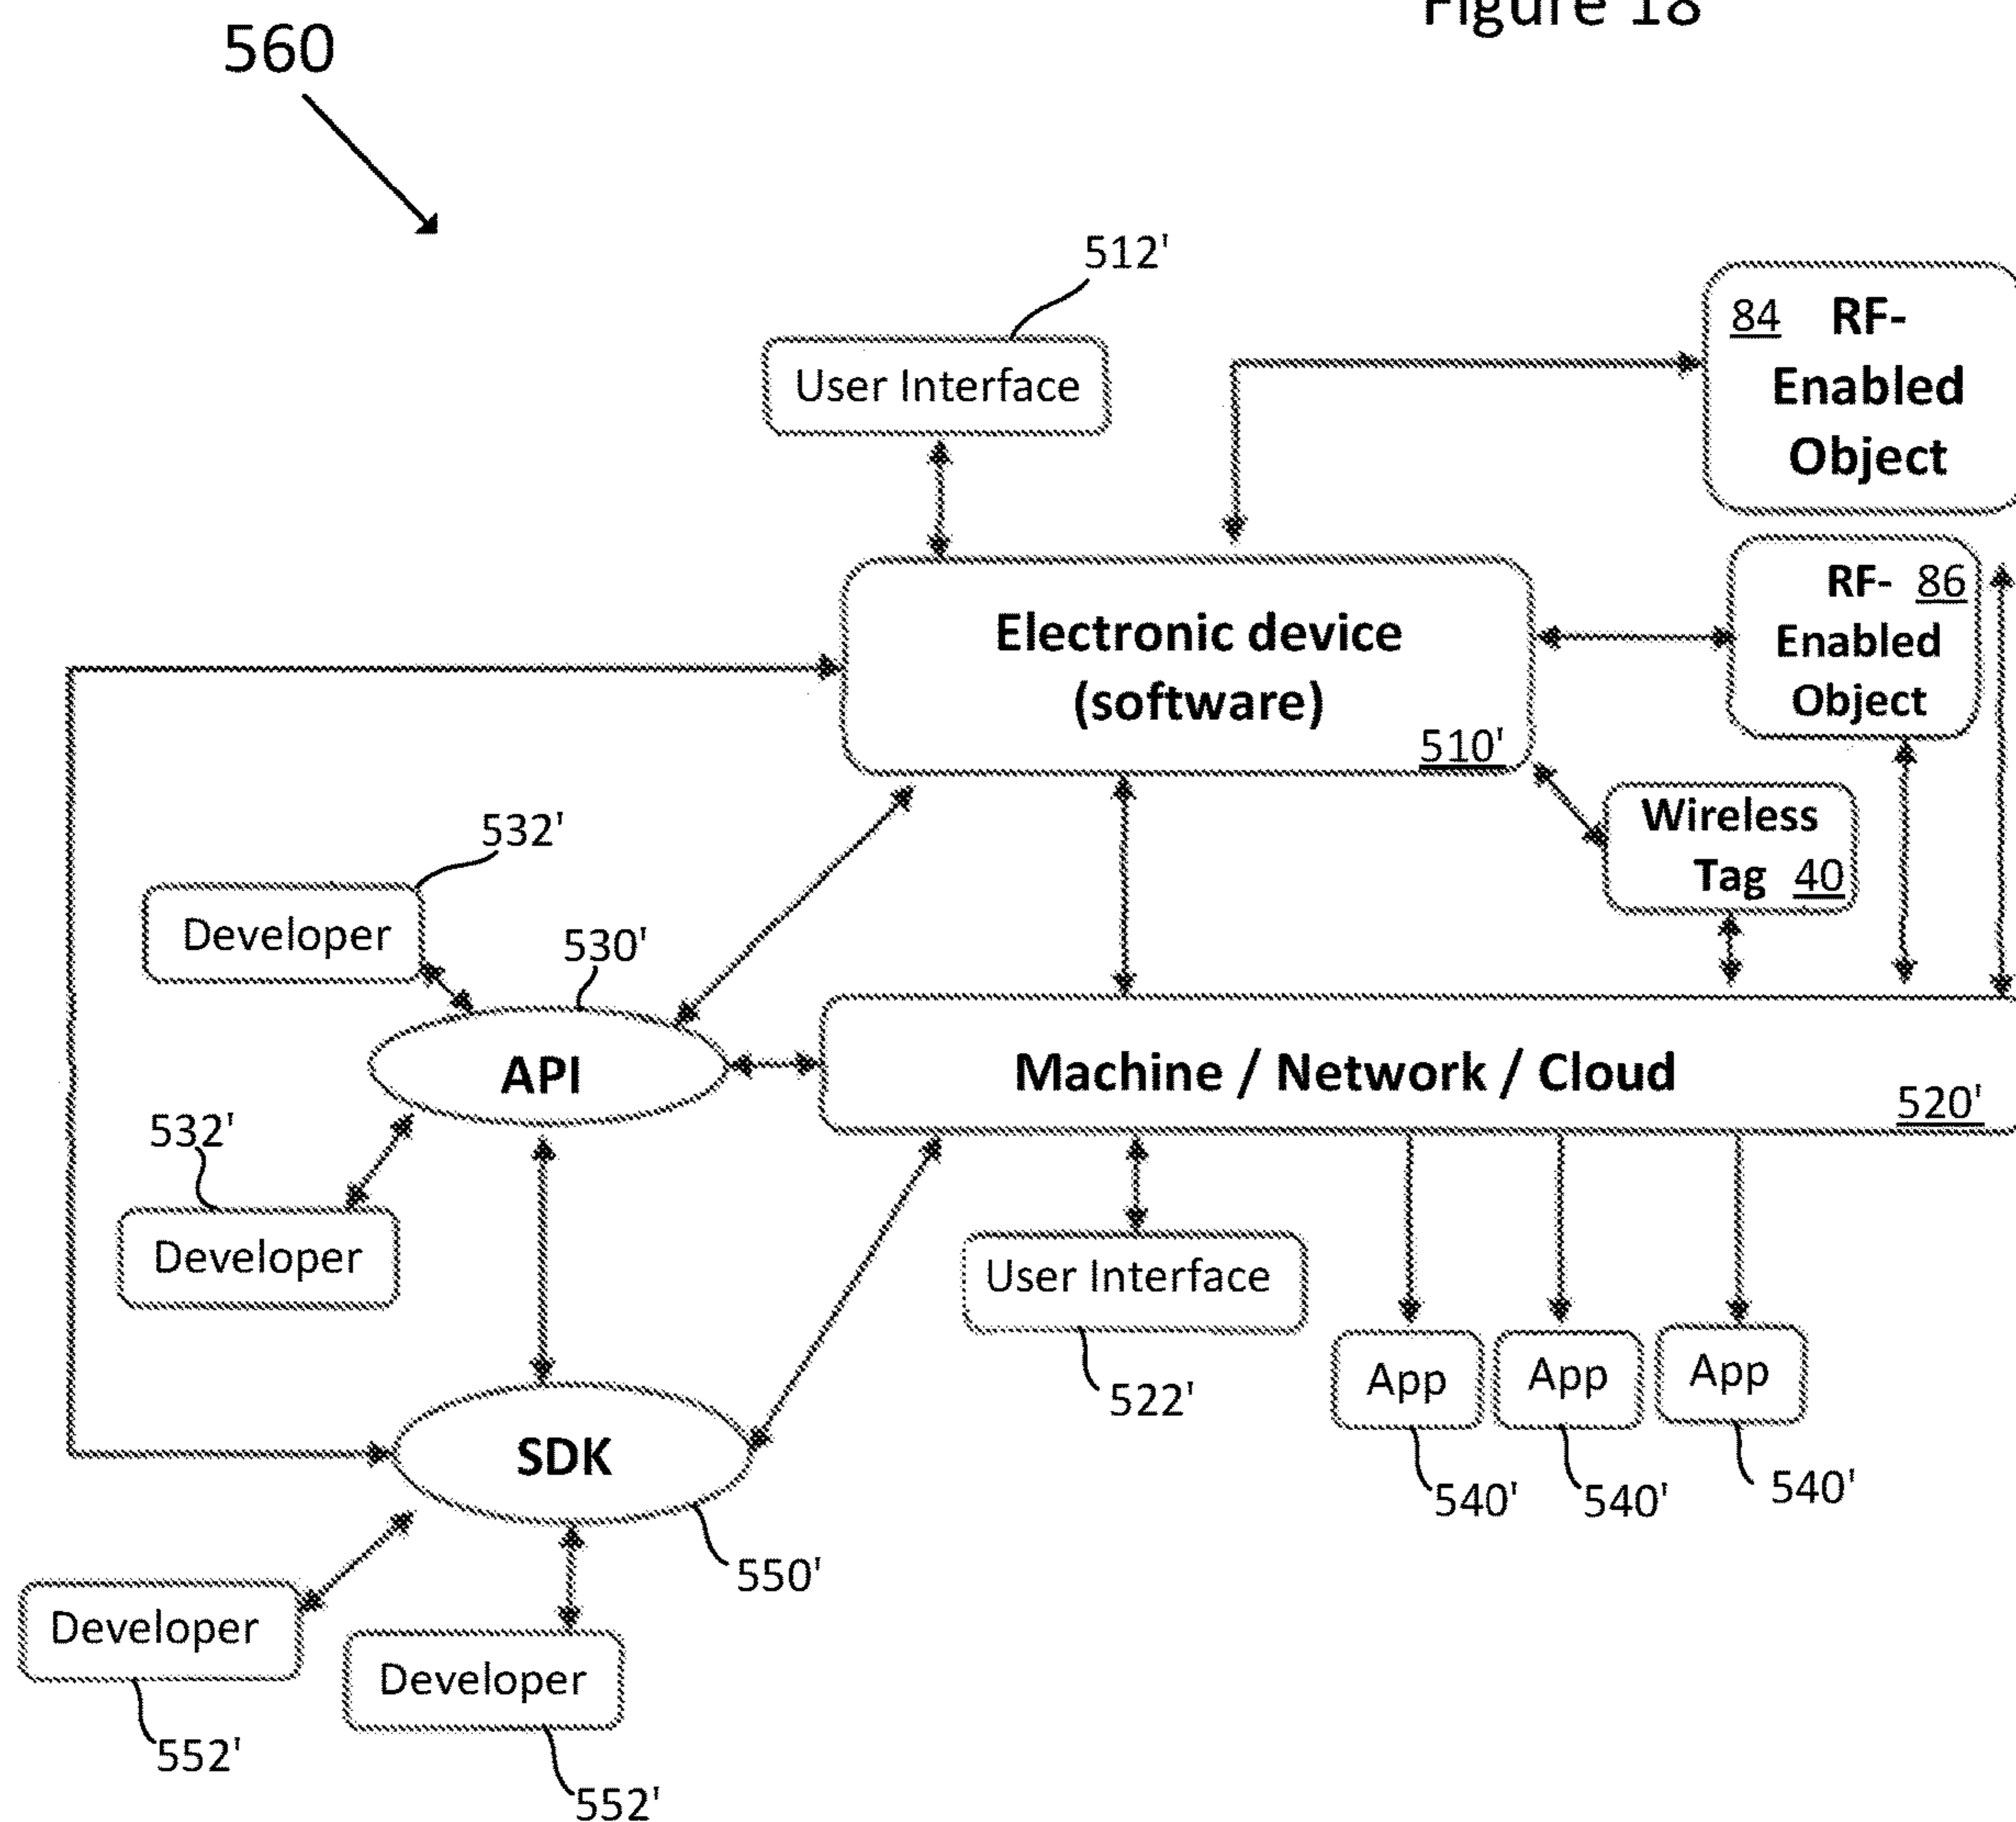 Figure 18
560
512'
User Interface
84 RF-
Enabled
Object
RF- 86
Enabled
Object
Electronic device
(software)
510'
Wireless
Tag 40
532'
Developer
530'
API
Machine / Network / Cloud
520'
532'
Developer
User Interface
522'
App
App
App
540'
540'
540'
SDK
550'
Developer
552'
Developer
552'